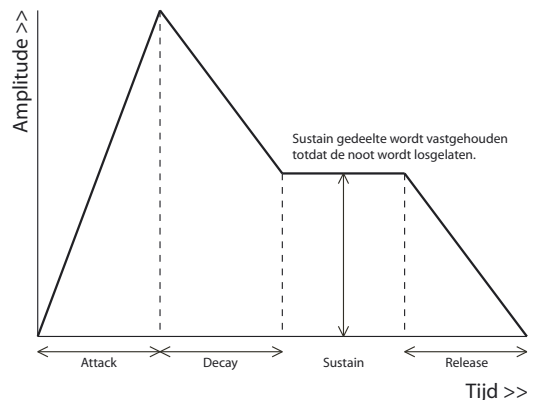 Amplitude >>
Sustain gedeelte wordt vastgehouden
totdat de noot wordt losgelaten.
Attack
Decay
Sustain
Release
Tijd >>